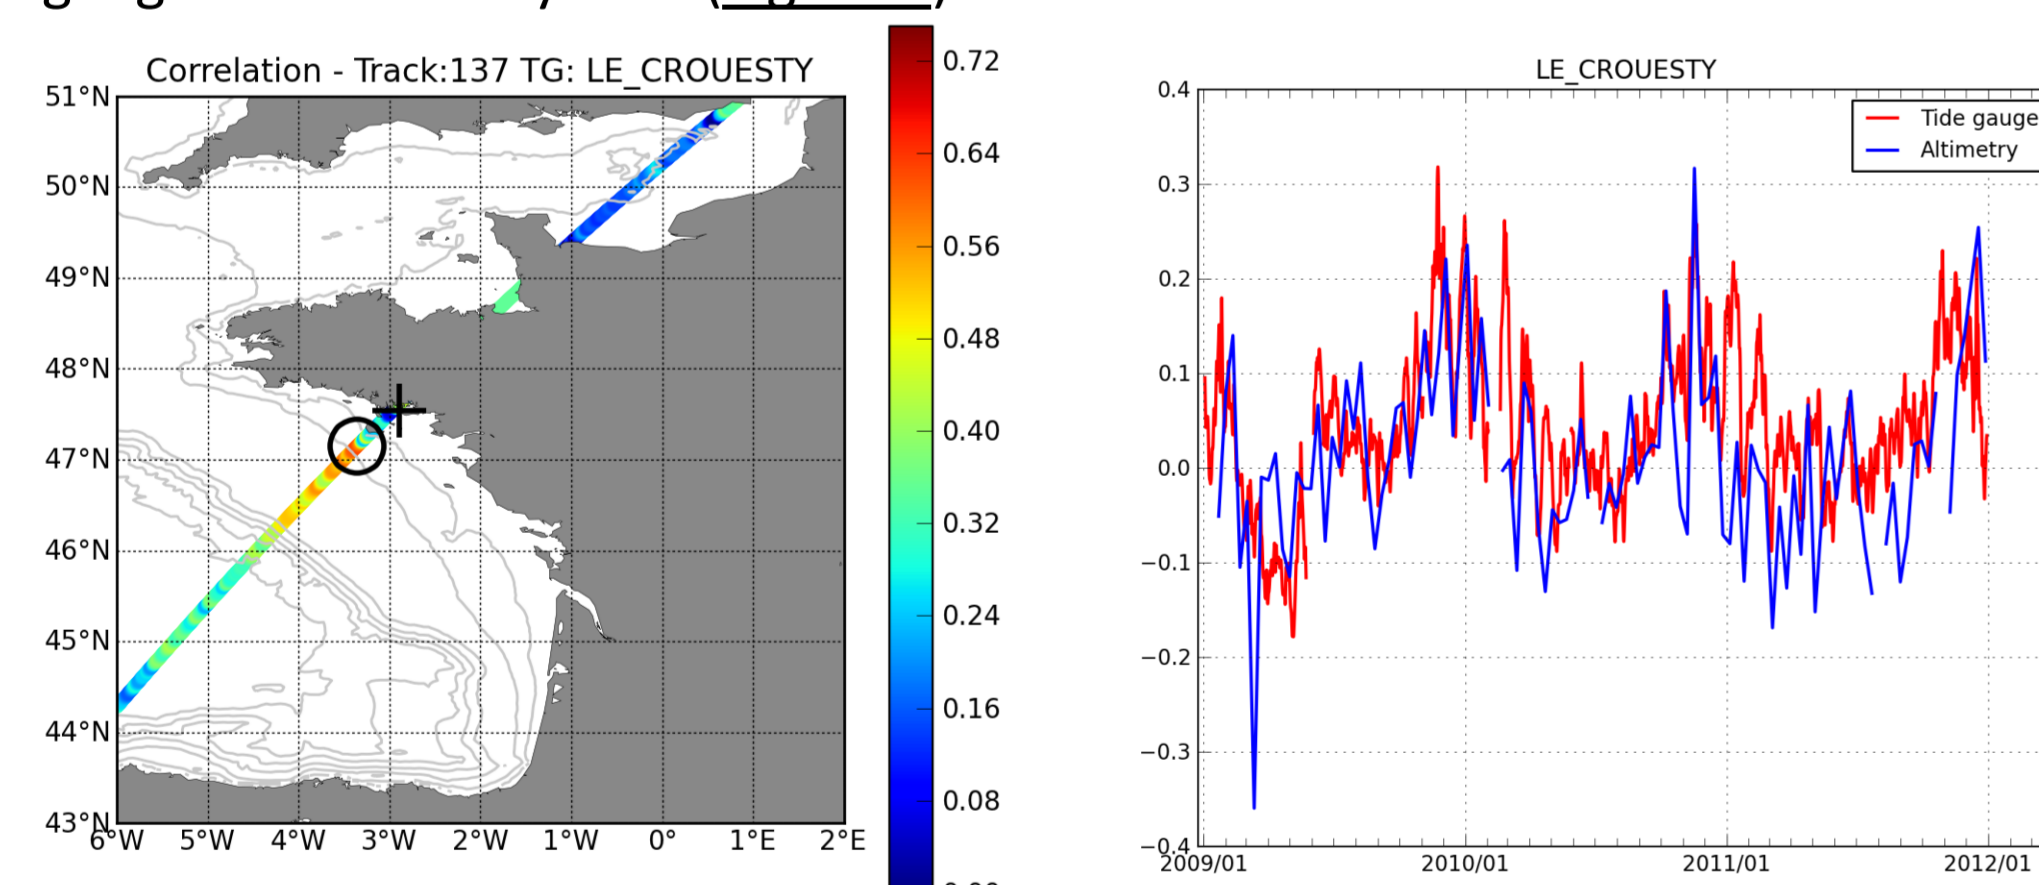 Correlation - Track:137 TG: LE_CROUESTY
51°N
50°N
49°N
48°N
47°N
46°N
45°N
44°N
43°N
6°W 5°W 4°W 3°W 2°W 1°W 0° 1°E 2°E
0.72
0.64
0.56
0.48
0.40
0.32
0.24
0.16
0.08
LE_CROUESTY
Tide gauge
Altimetry
0.4
0.3
0.2
0.1
0.0
−0.1
−0.2
−0.3
−0.4
2009/01 2010/01 2011/01 2012/01